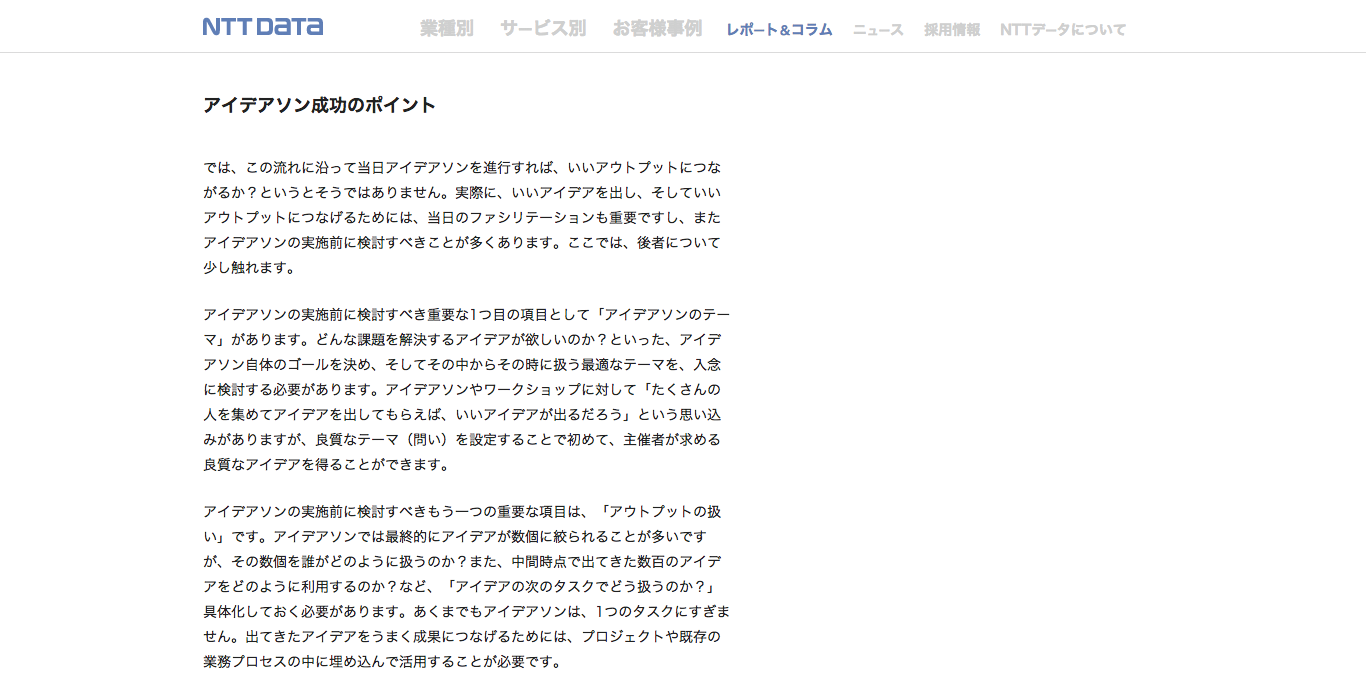 NTT DATA
業種別 サービス別 お客様事例 レポート&コラム ニュース 採用情報 NTTデータについて
アイデアソン成功のポイント
では、この流れに沿って当日アイデアソンを進行すれば、いいアウトプットにつな
がるか？というとそうではありません。実際に、いいアイデアを出し、そしていい
アウトプットにつなげるためには、当日のファシリテーションも重要ですし、また
アイデアソンの実施前に検討すべきことが多くあります。ここでは、後者について
少し触れます。
アイデアソンの実施前に検討すべき重要な1つ目の項目として「アイデアソンのテー
マ」があります。どんな課題を解決するアイデアが欲しいのか？といった、アイデ
アソン自体のゴールを決め、そしてその中からその時に扱う最適なテーマを、入念
に検討する必要があります。アイデアソンやワークショップに対して「たくさんの
人を集めてアイデアを出してもらえば、いいアイデアが出るだろう」という思い込
みがありますが、良質なテーマ（問い）を設定することで初めて、主催者が求める
良質なアイデアを得ることができます。
アイデアソンの実施前に検討すべきもう一つの重要な項目は、「アウトプットの扱
い」です。アイデアソンでは最終的にアイデアが数個に絞られることが多いです
が、その数個を誰がどのように扱うのか？また、中間時点で出てきた数百のアイデ
アをどのように利用するのか？など、「アイデアの次のタスクでどう扱うのか？」
具体化しておく必要があります。あくまでもアイデアソンは、1つのタスクにすぎま
せん。出てきたアイデアをうまく成果につなげるためには、プロジェクトや既存の
業務プロセスの中に埋め込んで活用することが必要です。